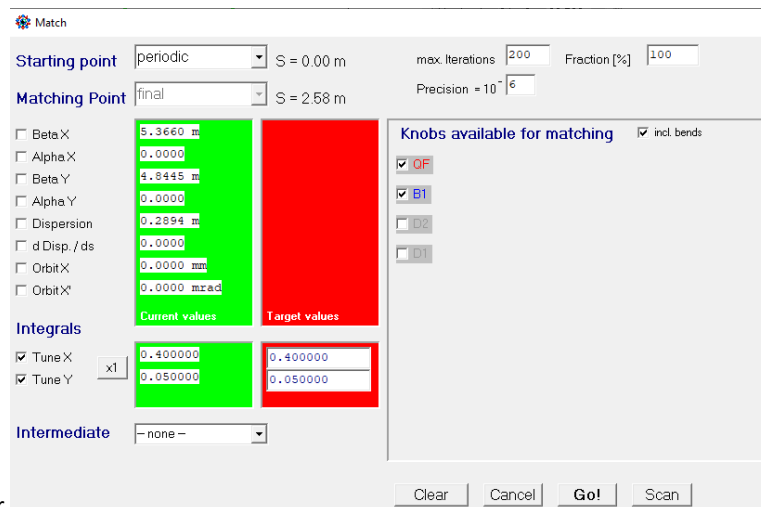 Match
Starting point periodic S = 0.00 m max. Iterations 200 Fraction [%] 100
Matching Point final S = 2.58 m Precision = 10^- 6
Beta X 5.3660 m
Alpha X 0.0000
Beta Y 4.8445 m
Alpha Y 0.0000
Dispersion 0.2894 m
d Disp. / ds 0.0000
Orbit X 0.0000 mm
Orbit X' 0.0000 mrad
Current values Target values
Knobs available for matching incl. bends
QF
B1
D2
D1
Integrals
Tune X 0.400000 0.400000
x1
Tune Y 0.050000 0.050000
Intermediate -- none --
Clear Cancel Go! Scan